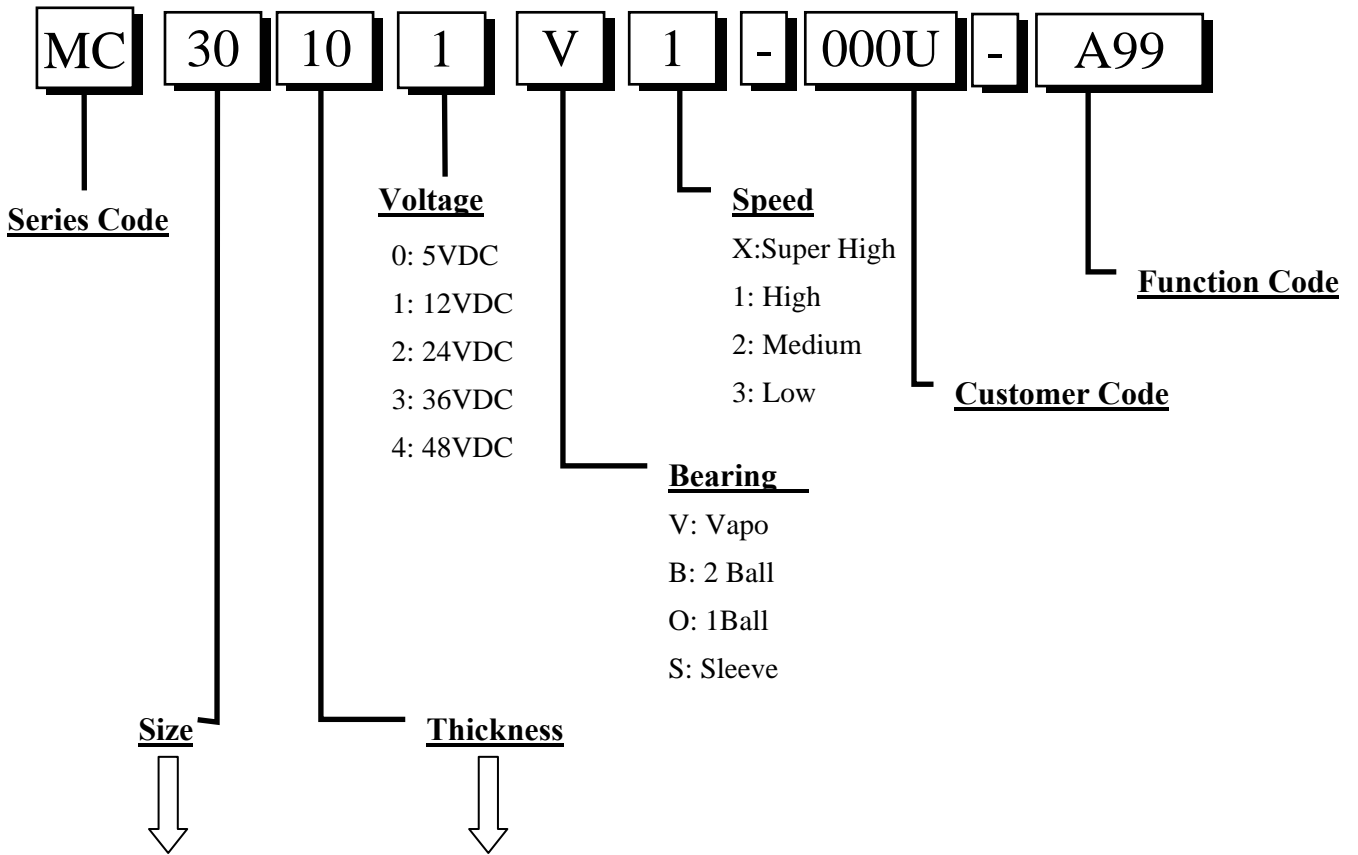 MC 30 10 1 V 1 - 000U - A99
Series Code
Voltage
0: 5VDC
1: 12VDC
2: 24VDC
3: 36VDC
4: 48VDC
Speed
X:Super High
1: High
2: Medium
3: Low
Function Code
Customer Code
Bearing
V: Vapo
B: 2 Ball
O: 1Ball
S: Sleeve
Size
Thickness